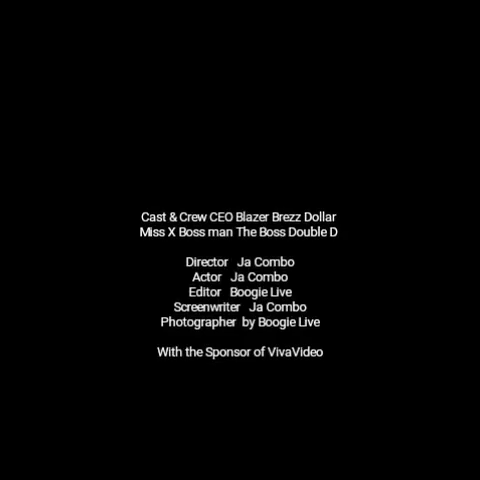 Cast & Crew CEO Blazer Brezz Dollar
Miss X Boss man The Boss Double D
Director Ja Combo
Actor Ja Combo
Editor Boogie Live
Screenwriter Ja Combo
Photographer by Boogie Live
With the Sponsor of VivaVideo